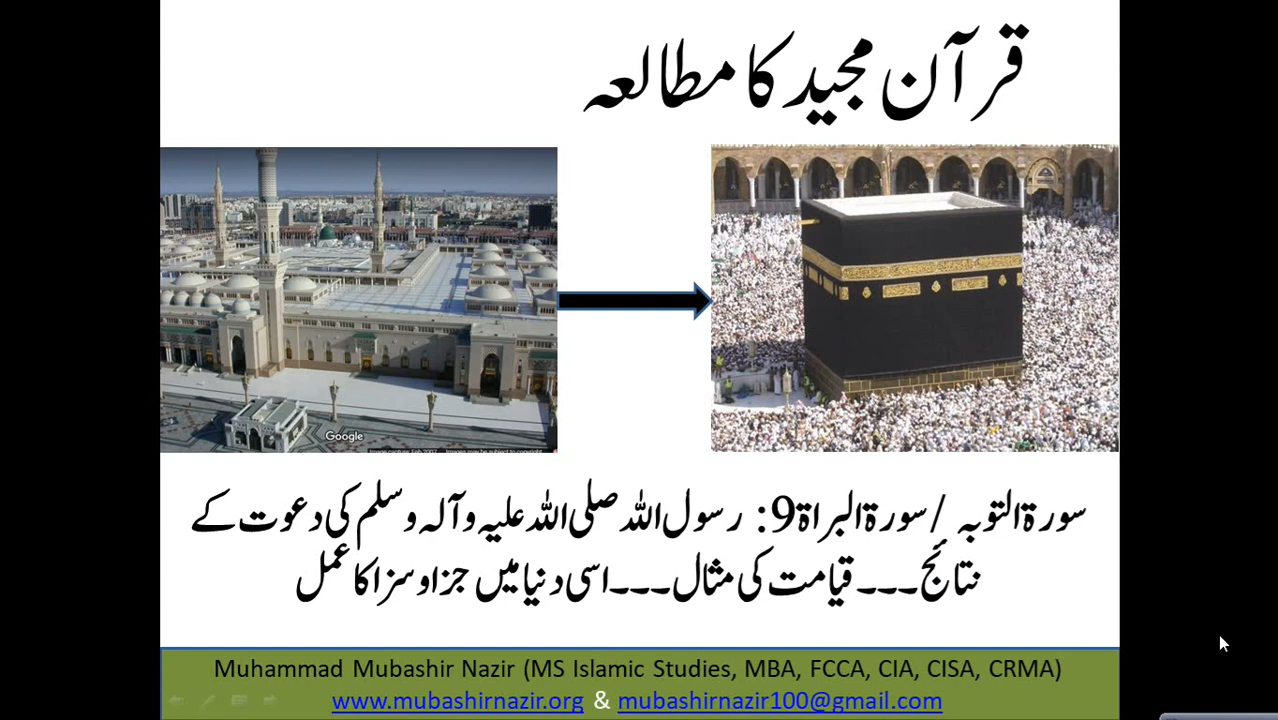 قرآن مجید کا مطالعہ
Google
سورۃ التوبہ / سورۃ البراۃ 9: رسول اللہ صلی اللہ علیہ و آلہ وسلم کی دعوت کے
نتائج۔۔۔ قیامت کی مثال۔۔۔ اسی دنیا میں جزا و سزا کا عمل
Muhammad Mubashir Nazir (MS Islamic Studies, MBA, FCCA, CIA, CISA, CRMA)
www.mubashirnazir.org & mubashirnazir100@gmail.com